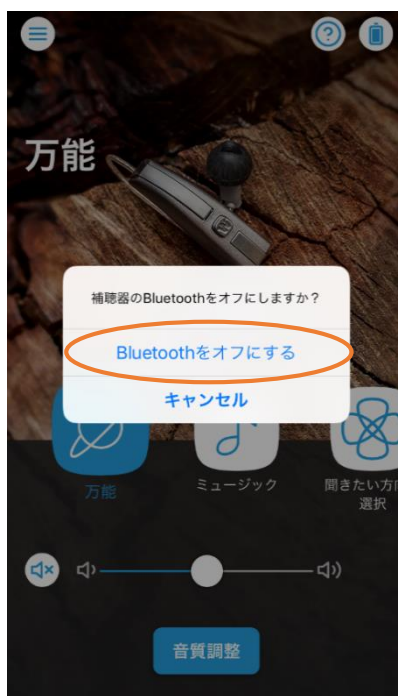 万能
補聴器のBluetoothをオフにしますか？
Bluetoothをオフにする
キャンセル
万能
ミュージック
聞きたい方向
選択
音質調整